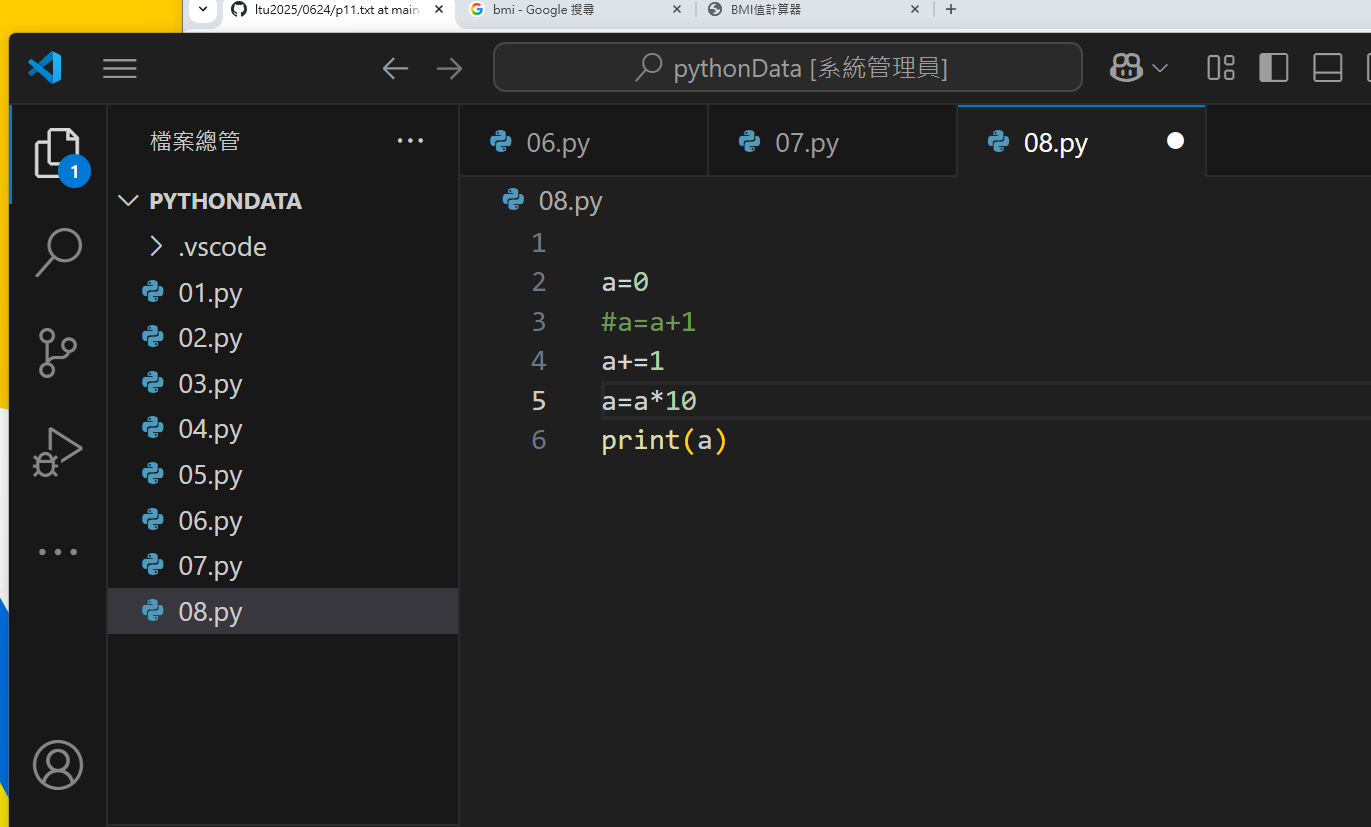 ltu2025/0624/p11.txt at main
bmi - Google 搜尋
BMI值計算器
pythonData [系統管理員]
1
檔案總管
PYTHONDATA
.vscode
01.py
02.py
03.py
04.py
05.py
06.py
07.py
08.py
06.py
07.py
08.py
08.py
1
2 a=0
3 #a=a+1
4 a+=1
5 a=a*10
6 print(a)